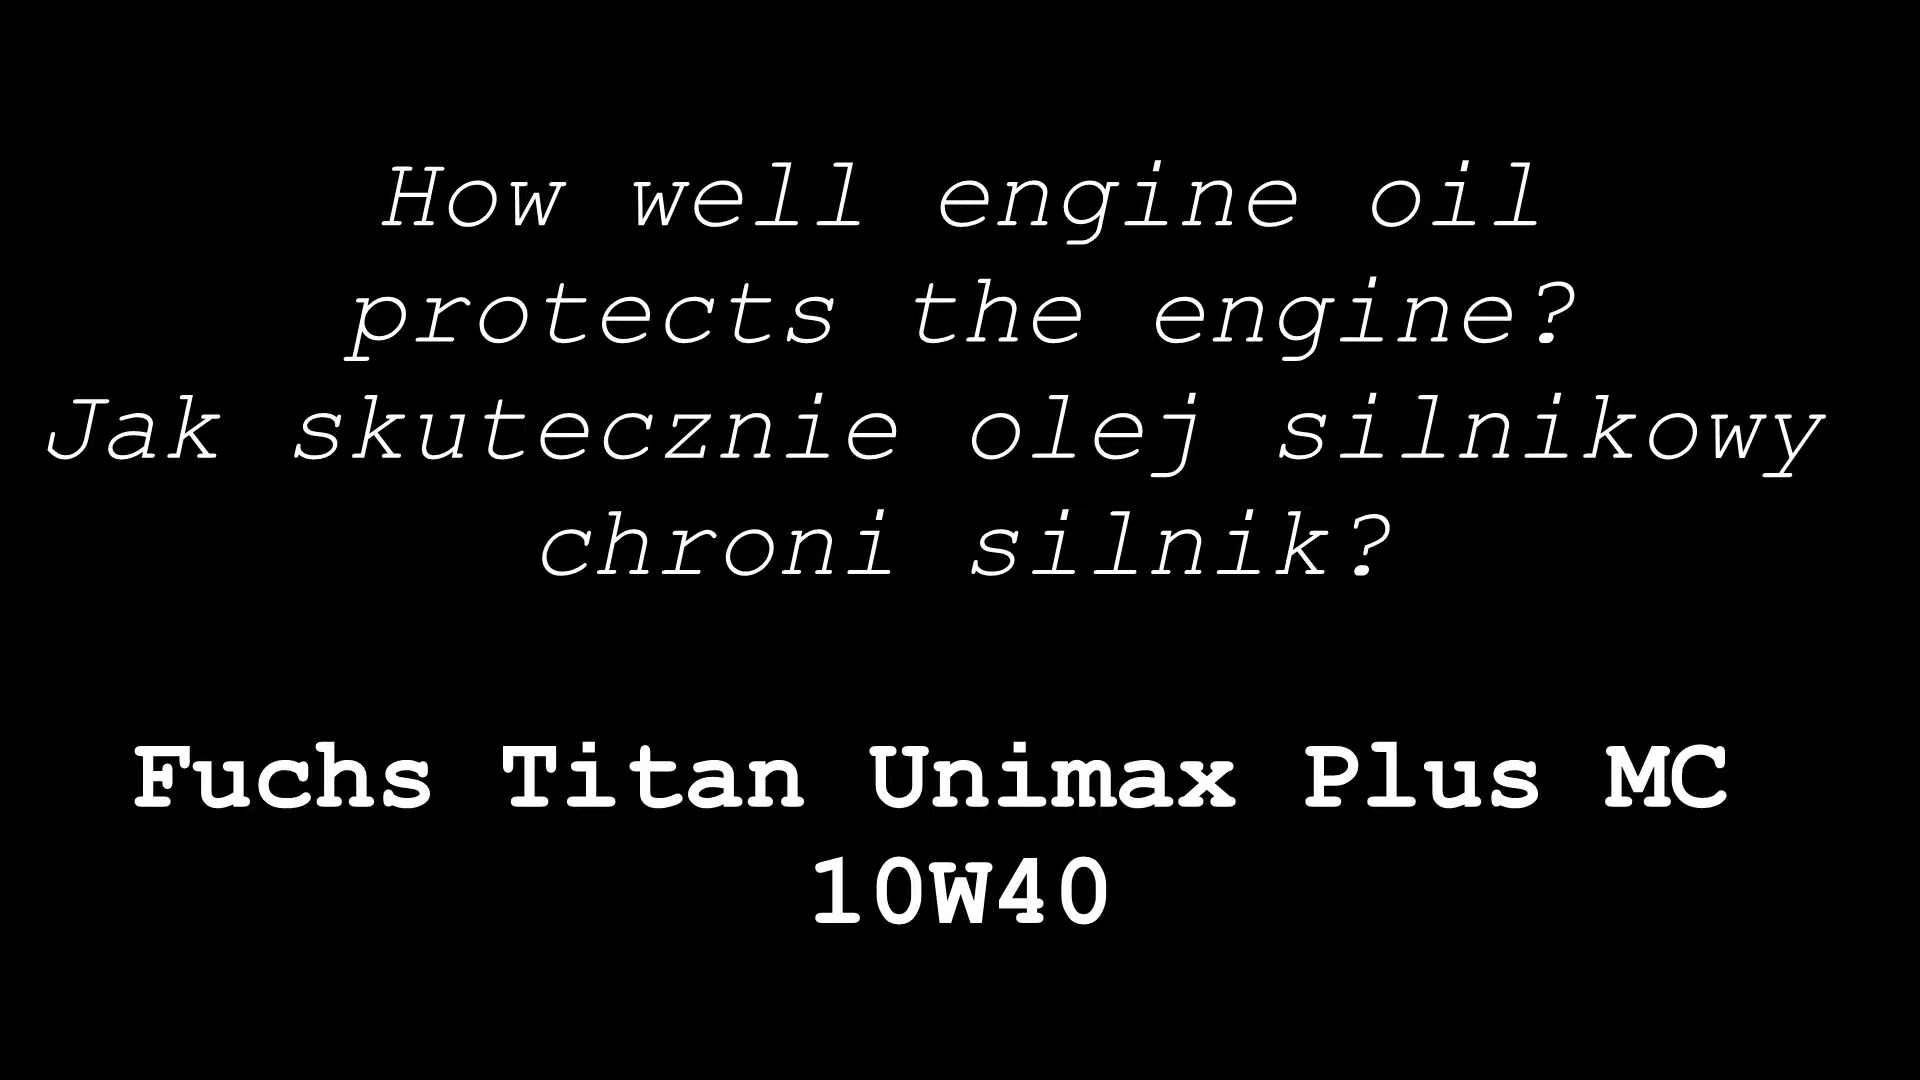 How well engine oil
protects the engine?
Jak skutecznie olej silnikowy
chroni silnik?
Fuchs Titan Unimax Plus MC
10W40